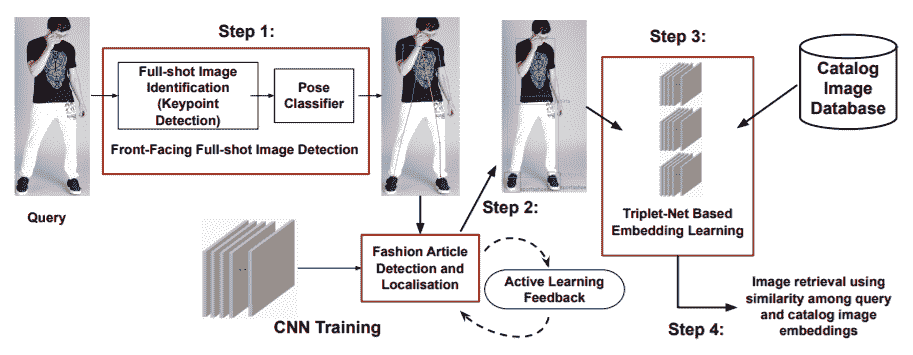 Step 1:
Full-shot Image
Identification
(Keypoint
Detection)
Pose
Classifier
Front-Facing Full-shot Image Detection
Query
Step 2:
Fashion Article
Detection and
Localisation
Active Learning
Feedback
CNN Training
Step 3:
Triplet-Net Based
Embedding Learning
Catalog
Image
Database
Step 4:
Image retrieval using
similarity among query
and catalog image
embeddings